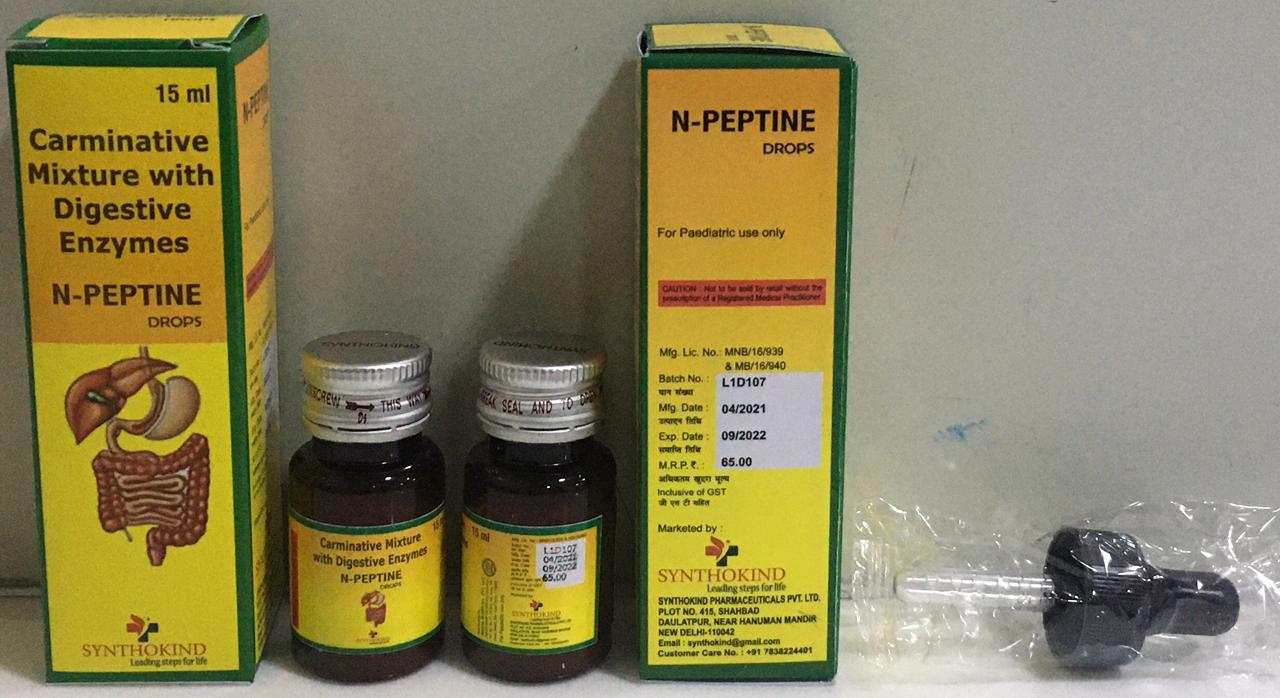 15 ml
Carminative
Mixture with
Digestive
Enzymes
N-PEPTINE
DROPS
SYNTHOKIND
Leading steps for life
SYNTHOKIND
THIS WAY
Carminative Mixture
with Digestive Enzymes
N-PEPTINE
DROPS
SYNTHOKIND
SYNTHOKIND
SEAL AND TO
15 ml
L1D107
04/2021
09/2022
65.00
SYNTHOKIND
N-PEPTINE
DROPS
For Paediatric use only
CAUTION : Not to be sold by retail without the
prescription of a Registered Medical Practitioner.
Mfg. Lic. No.: MNB/16/939
& MB/16/940
Batch No. : L1D107
यान संख्या
Mfg. Date : 04/2021
उत्पादन तिथि
Exp. Date : 09/2022
समाप्ति तिथि
M.R.P. ₹. : 65.00
अधिकतम खुदरा मूल्य
Inclusive of GST
जी एस टी सहित
Marketed by :
SYNTHOKIND
Leading steps for life
SYNTHOKIND PHARMACEUTICALS PVT. LTD.
PLOT NO. 415, SHAHBAD
DAULATPUR, NEAR HANUMAN MANDIR
NEW DELHI-110042
Email : synthokind@gmail.com
Customer Care No. : +91 7838224401